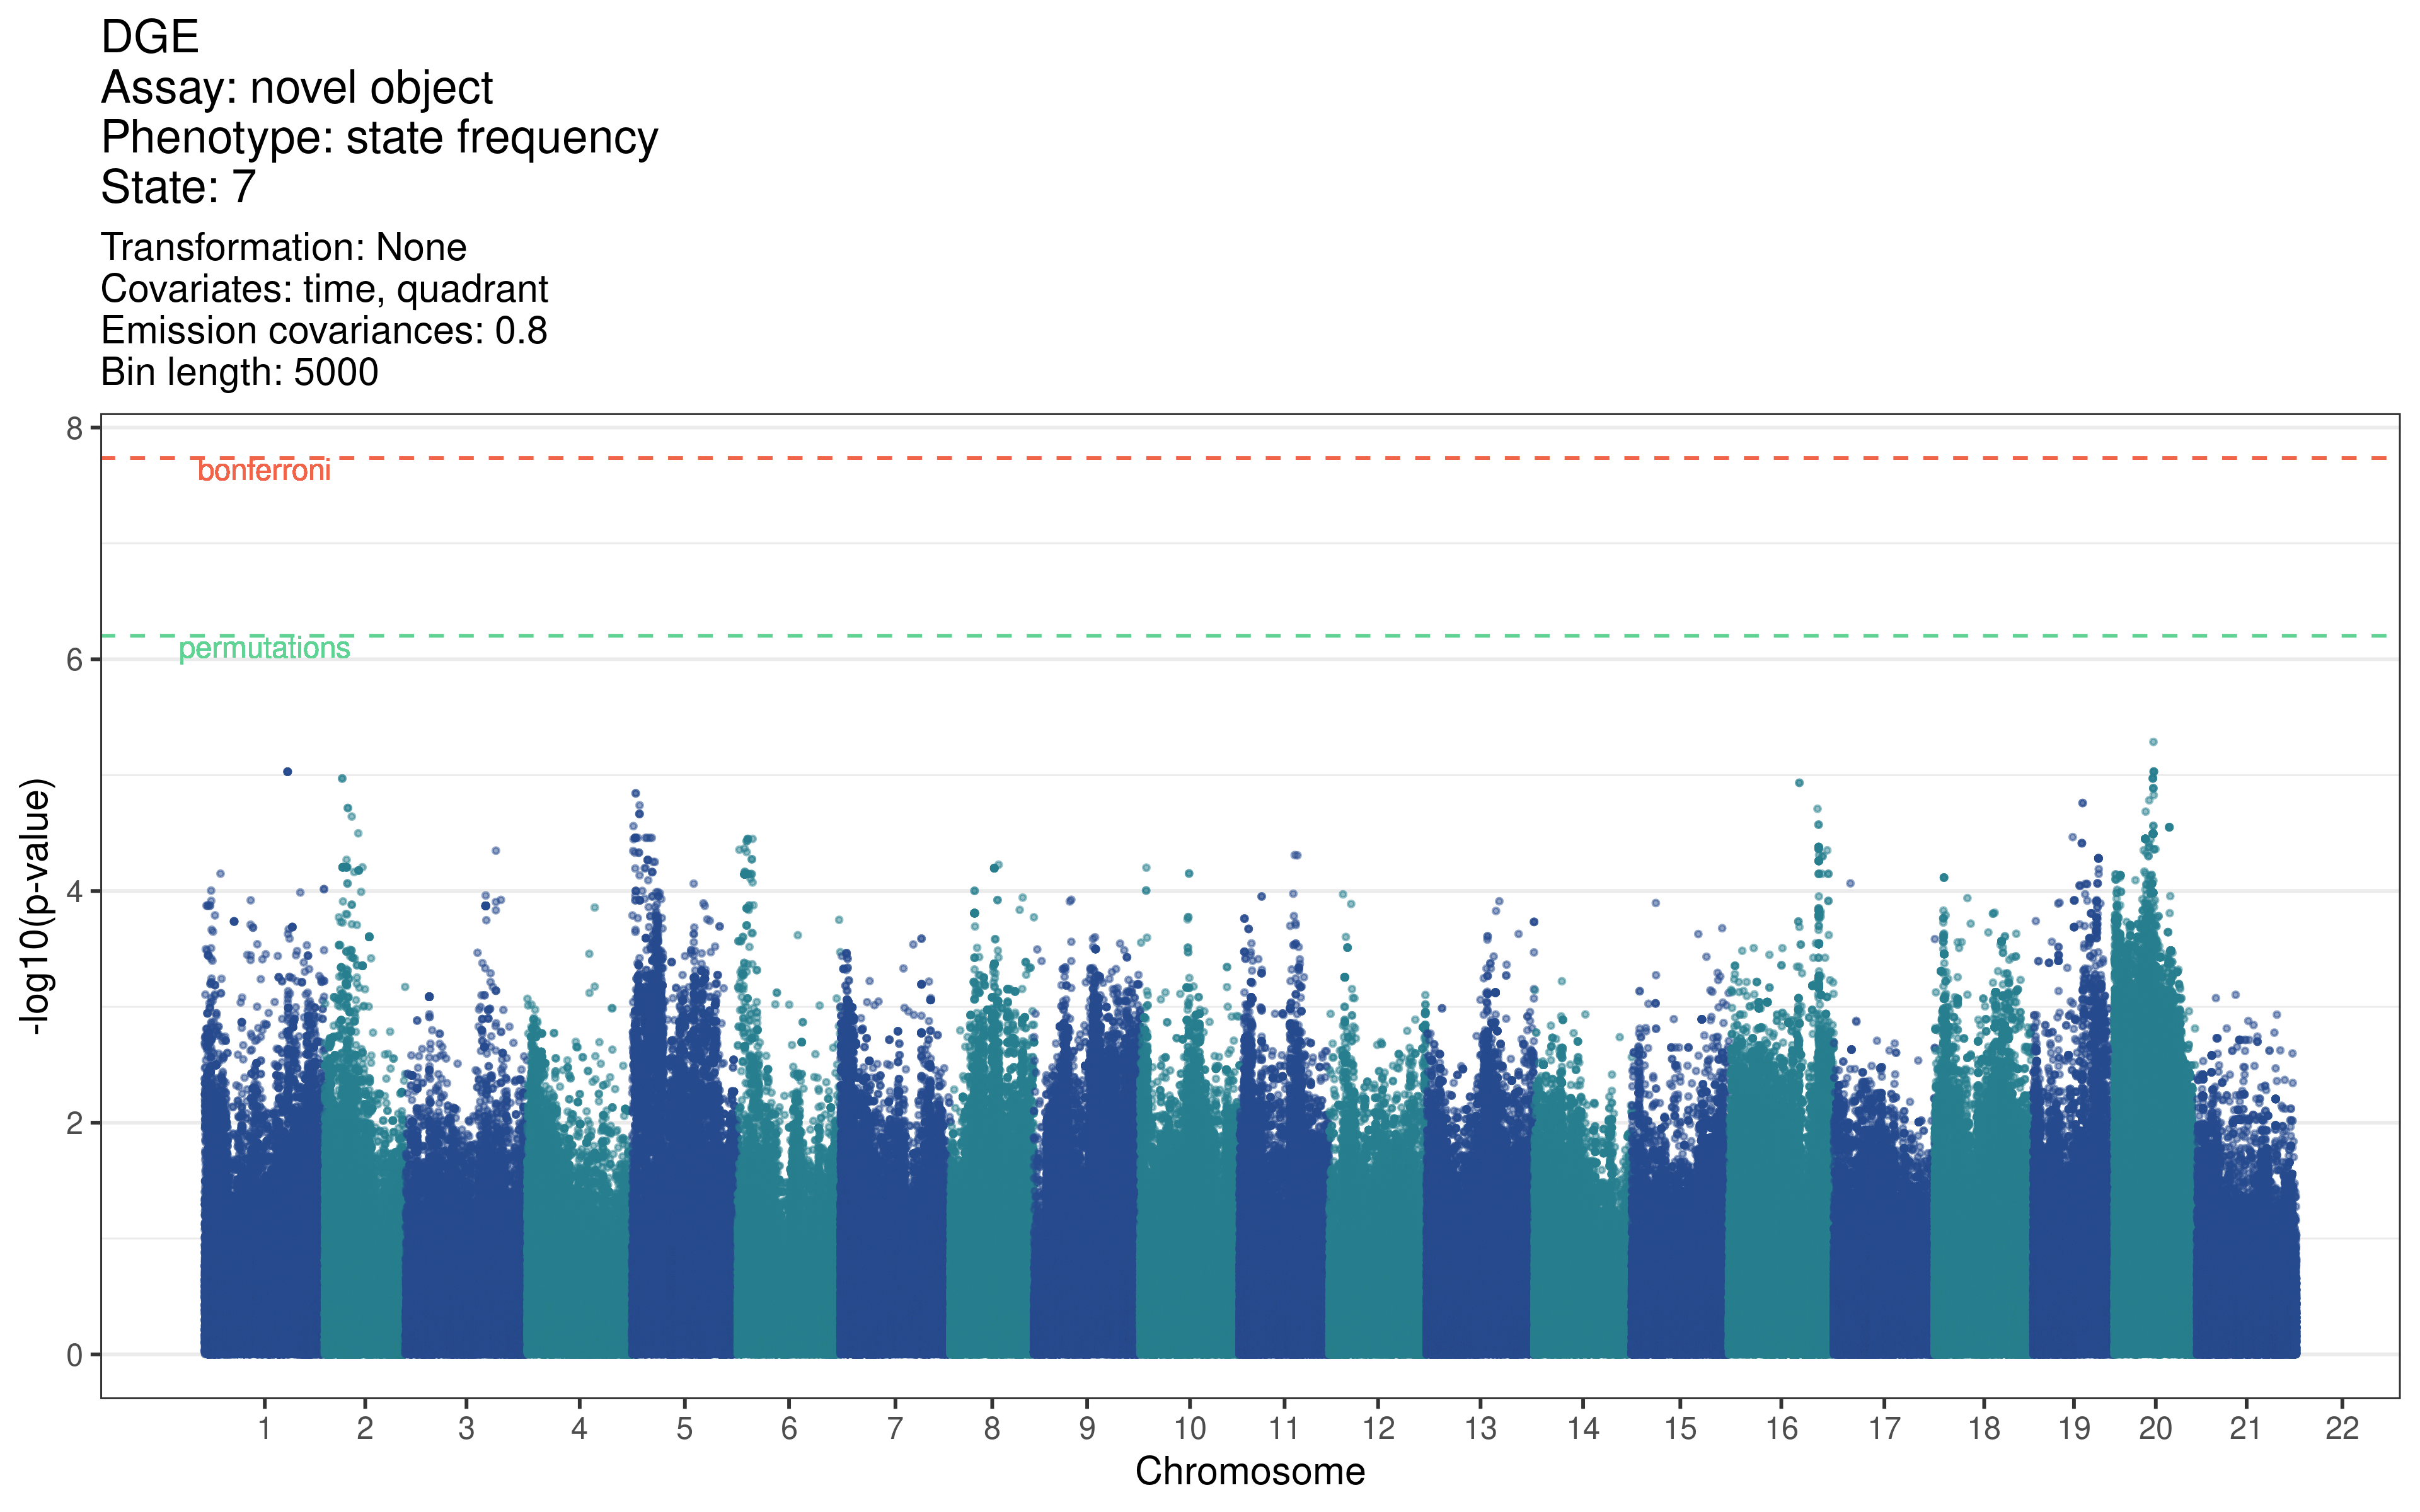 DGE
Assay: novel object
Phenotype: state frequency
State: 7
Transformation: None
Covariates: time, quadrant
Emission covariances: 0.8
Bin length: 5000
8
bonferroni
permutations
6
4
2
0
-log10(p-value)
1 2 3 4 5 6 7 8 9 10 11 12 13 14 15 16 17 18 19 20 21 22
Chromosome